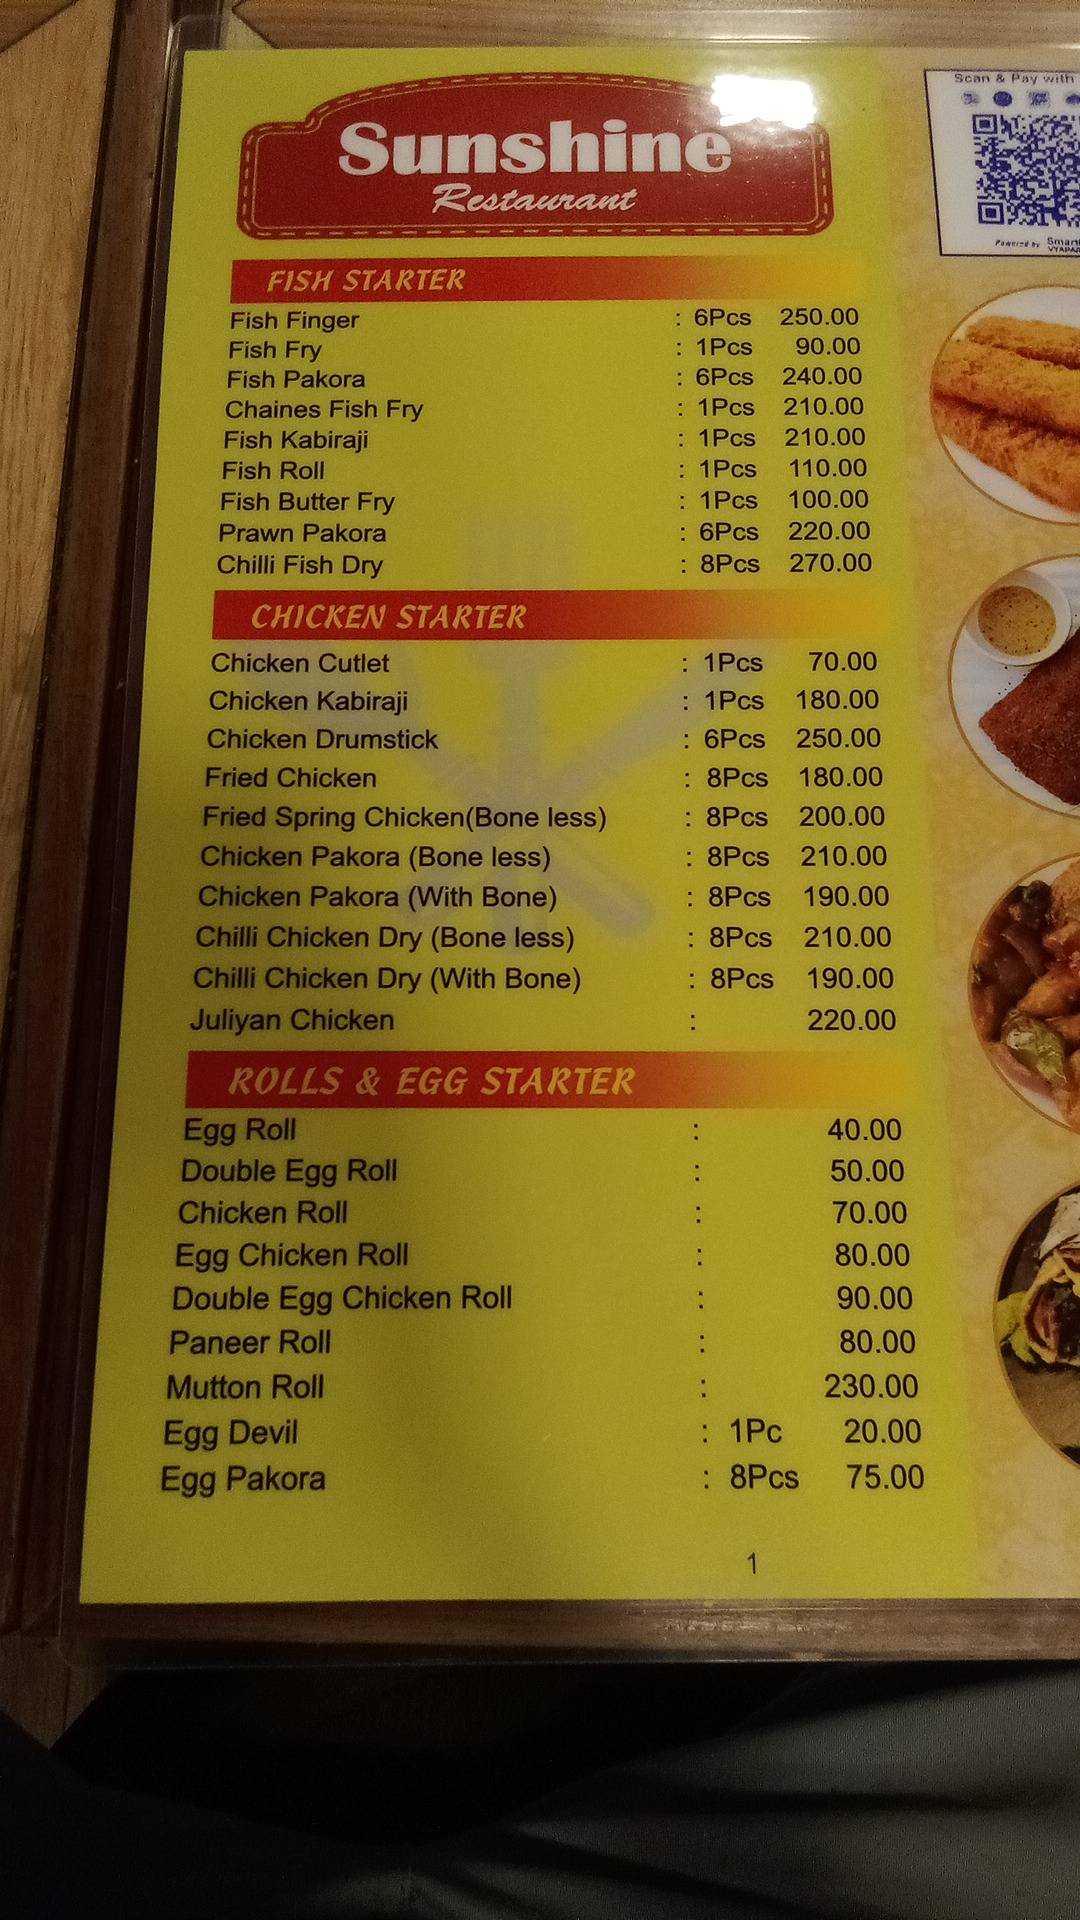 Sunshine
Restaurant
Scan & Pay with
Powered by
FISH STARTER
Fish Finger : 6Pcs 250.00
Fish Fry : 1Pcs 90.00
Fish Pakora : 6Pcs 240.00
Chaines Fish Fry : 1Pcs 210.00
Fish Kabiraji : 1Pcs 210.00
Fish Roll : 1Pcs 110.00
Fish Butter Fry : 1Pcs 100.00
Prawn Pakora : 6Pcs 220.00
Chilli Fish Dry : 8Pcs 270.00
CHICKEN STARTER
Chicken Cutlet : 1Pcs 70.00
Chicken Kabiraji : 1Pcs 180.00
Chicken Drumstick : 6Pcs 250.00
Fried Chicken : 8Pcs 180.00
Fried Spring Chicken(Bone less) : 8Pcs 200.00
Chicken Pakora (Bone less) : 8Pcs 210.00
Chicken Pakora (With Bone) : 8Pcs 190.00
Chilli Chicken Dry (Bone less) : 8Pcs 210.00
Chilli Chicken Dry (With Bone) : 8Pcs 190.00
Juliyan Chicken : 220.00
ROLLS & EGG STARTER
Egg Roll : 40.00
Double Egg Roll : 50.00
Chicken Roll : 70.00
Egg Chicken Roll : 80.00
Double Egg Chicken Roll : 90.00
Paneer Roll : 80.00
Mutton Roll : 230.00
Egg Devil : 1Pc 20.00
Egg Pakora : 8Pcs 75.00
1